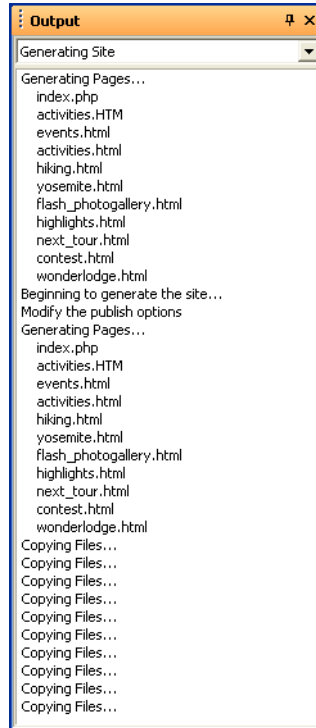 Output
Generating Site
Generating Pages...
index.php
activities.HTM
events.html
activities.html
hiking.html
yosemite.html
flash_photogallery.html
highlights.html
next_tour.html
contest.html
wonderlodge.html
Beginning to generate the site...
Modify the publish options
Generating Pages...
index.php
activities.HTM
events.html
activities.html
hiking.html
yosemite.html
flash_photogallery.html
highlights.html
next_tour.html
contest.html
wonderlodge.html
Copying Files...
Copying Files...
Copying Files...
Copying Files...
Copying Files...
Copying Files...
Copying Files...
Copying Files...
Copying Files...
Copying Files...